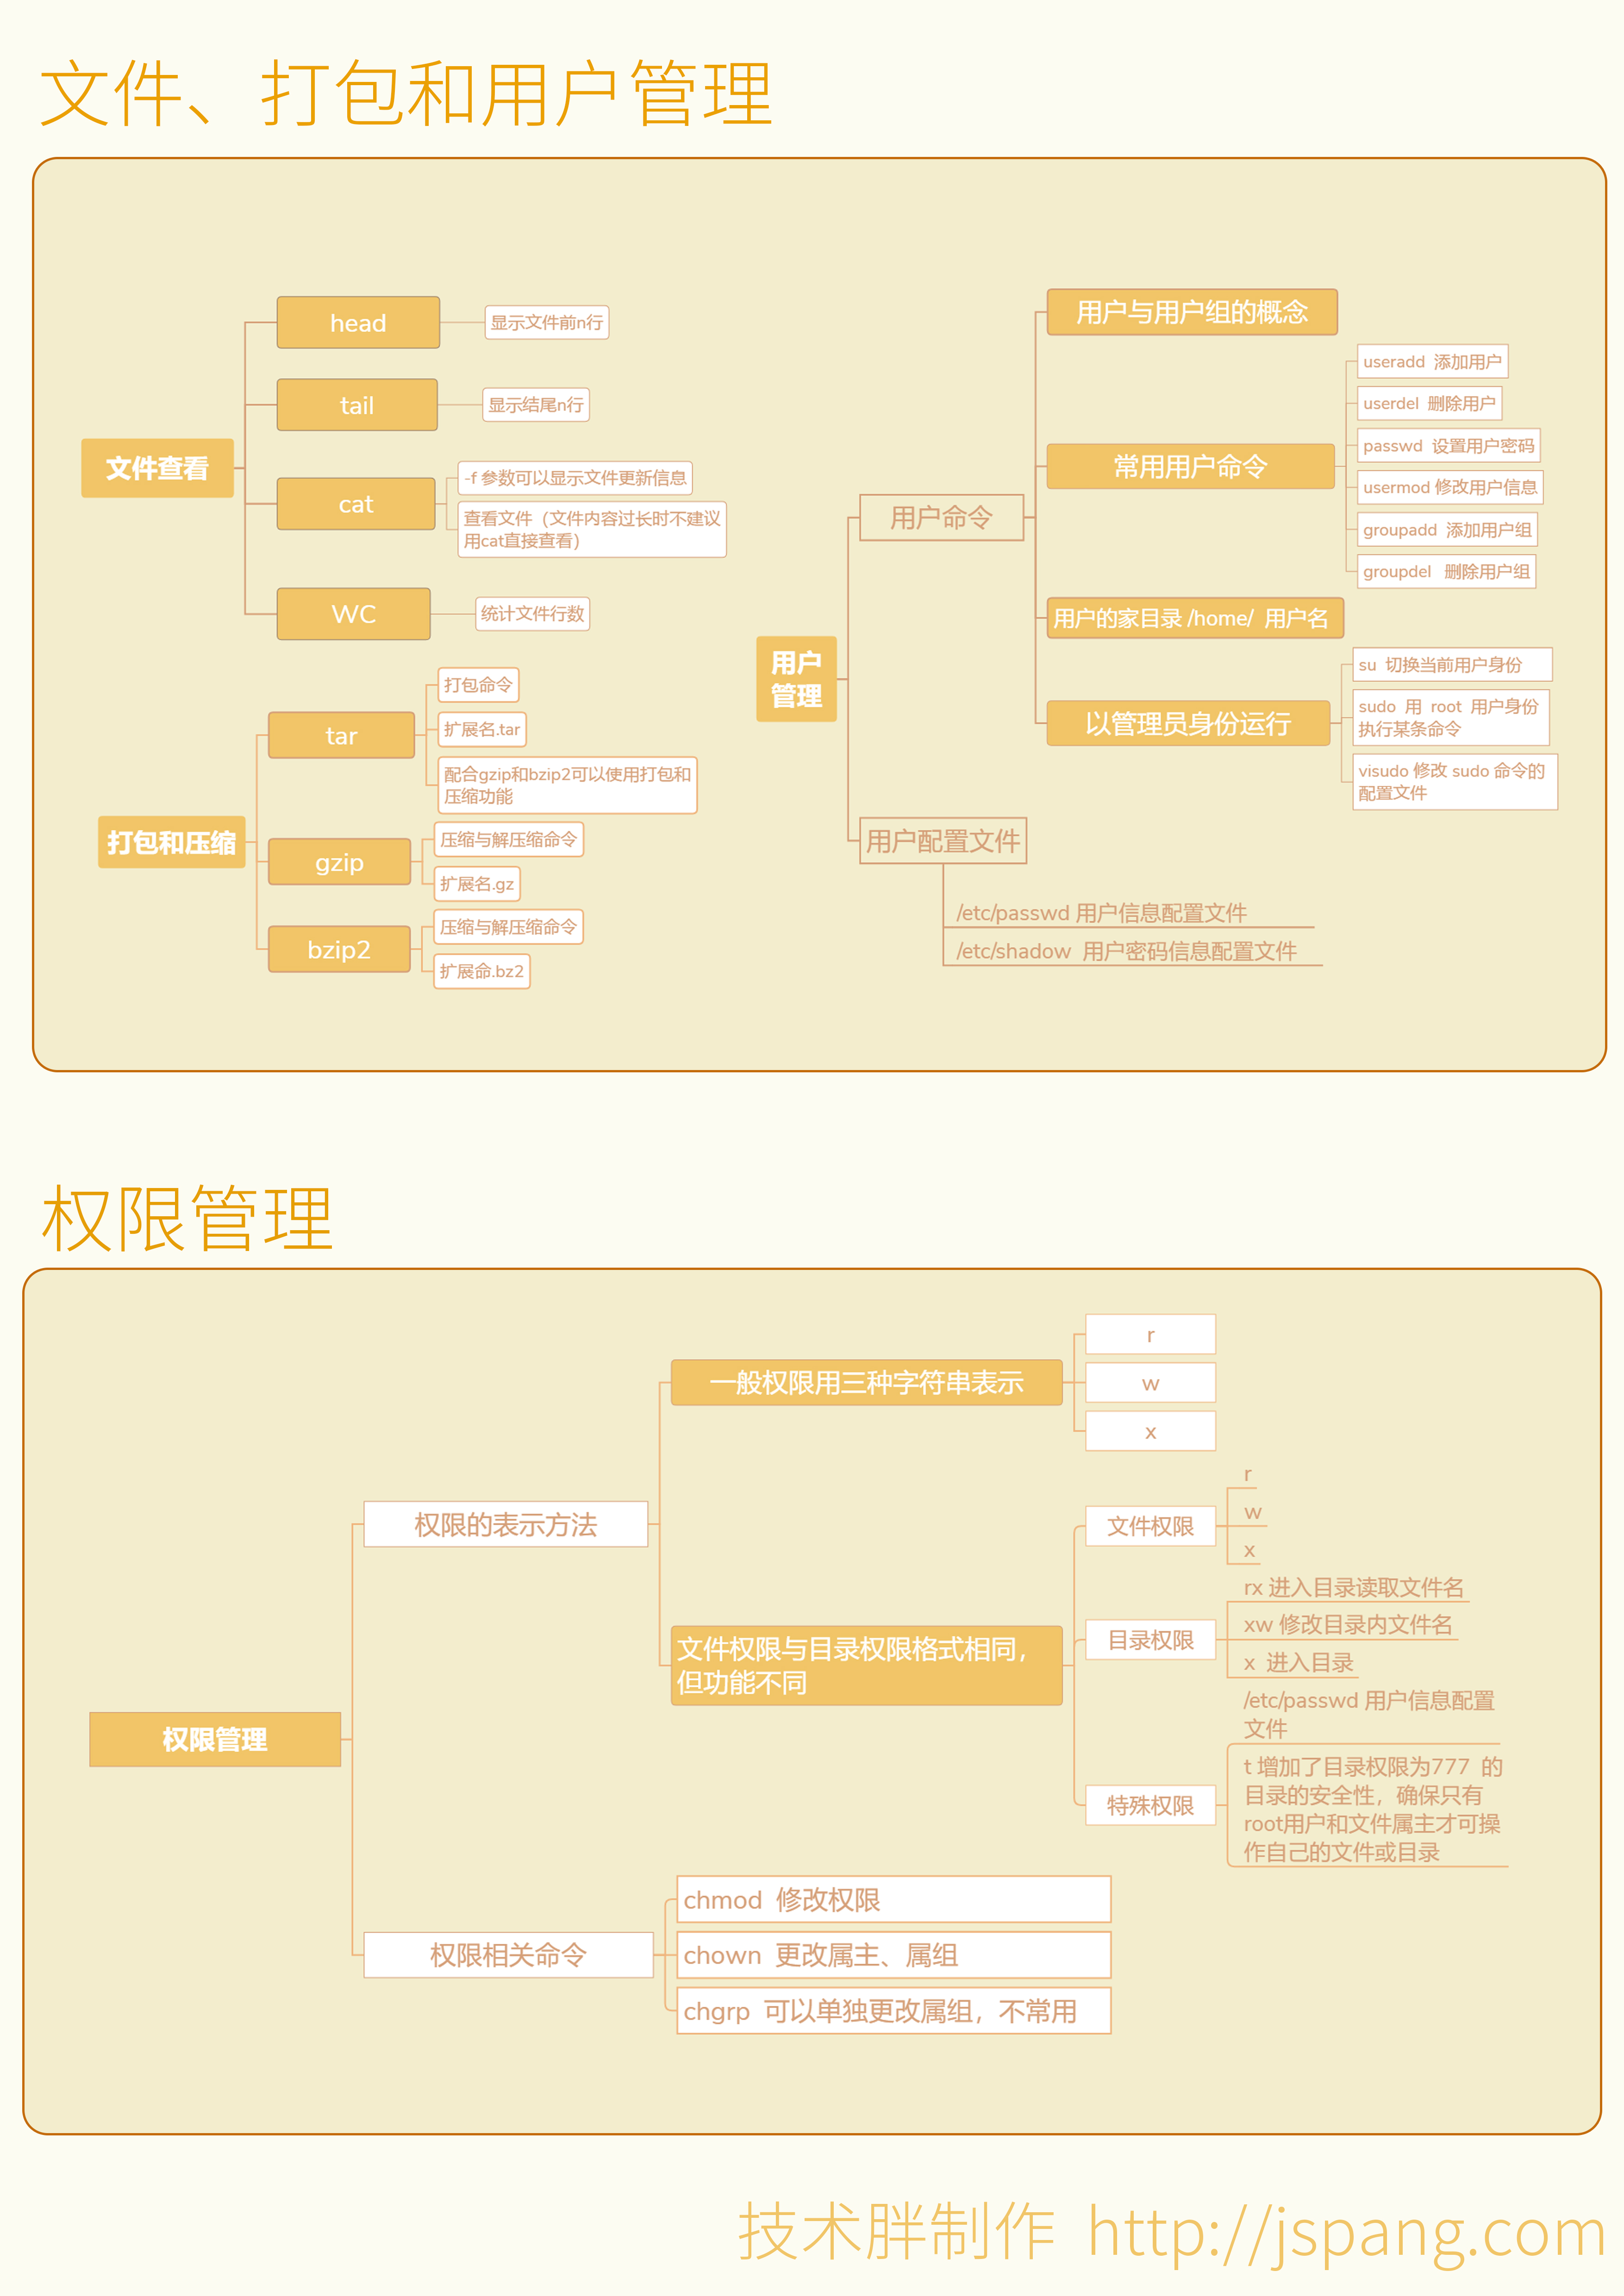 文件、打包和用户管理
文件查看
head
显示文件前n行
tail
显示结尾n行
cat
-f 参数可以显示文件更新信息
查看文件（文件内容过长时不建议
用cat直接查看）
WC
统计文件行数
打包和压缩
tar
打包命令
扩展名.tar
配合gzip和bzip2可以使用打包和
压缩功能
gzip
压缩与解压缩命令
扩展名.gz
bzip2
压缩与解压缩命令
扩展命.bz2
用户
管理
用户命令
用户与用户组的概念
常用用户命令
useradd 添加用户
userdel 删除用户
passwd 设置用户密码
usermod 修改用户信息
groupadd 添加用户组
groupdel 删除用户组
用户的家目录 /home/ 用户名
以管理员身份运行
su 切换当前用户身份
sudo 用 root 用户身份
执行某条命令
visudo 修改 sudo 命令的
配置文件
用户配置文件
/etc/passwd 用户信息配置文件
/etc/shadow 用户密码信息配置文件
权限管理
权限管理
权限的表示方法
一般权限用三种字符串表示
r
w
x
文件权限与目录权限格式相同，
但功能不同
文件权限
r
w
x
目录权限
rx 进入目录读取文件名
xw 修改目录内文件名
x 进入目录
特殊权限
/etc/passwd 用户信息配置
文件
t 增加了目录权限为777 的
目录的安全性，确保只有
root用户和文件属主才可操
作自己的文件或目录
权限相关命令
chmod 修改权限
chown 更改属主、属组
chgrp 可以单独更改属组，不常用
技术胖制作 http://jspang.com